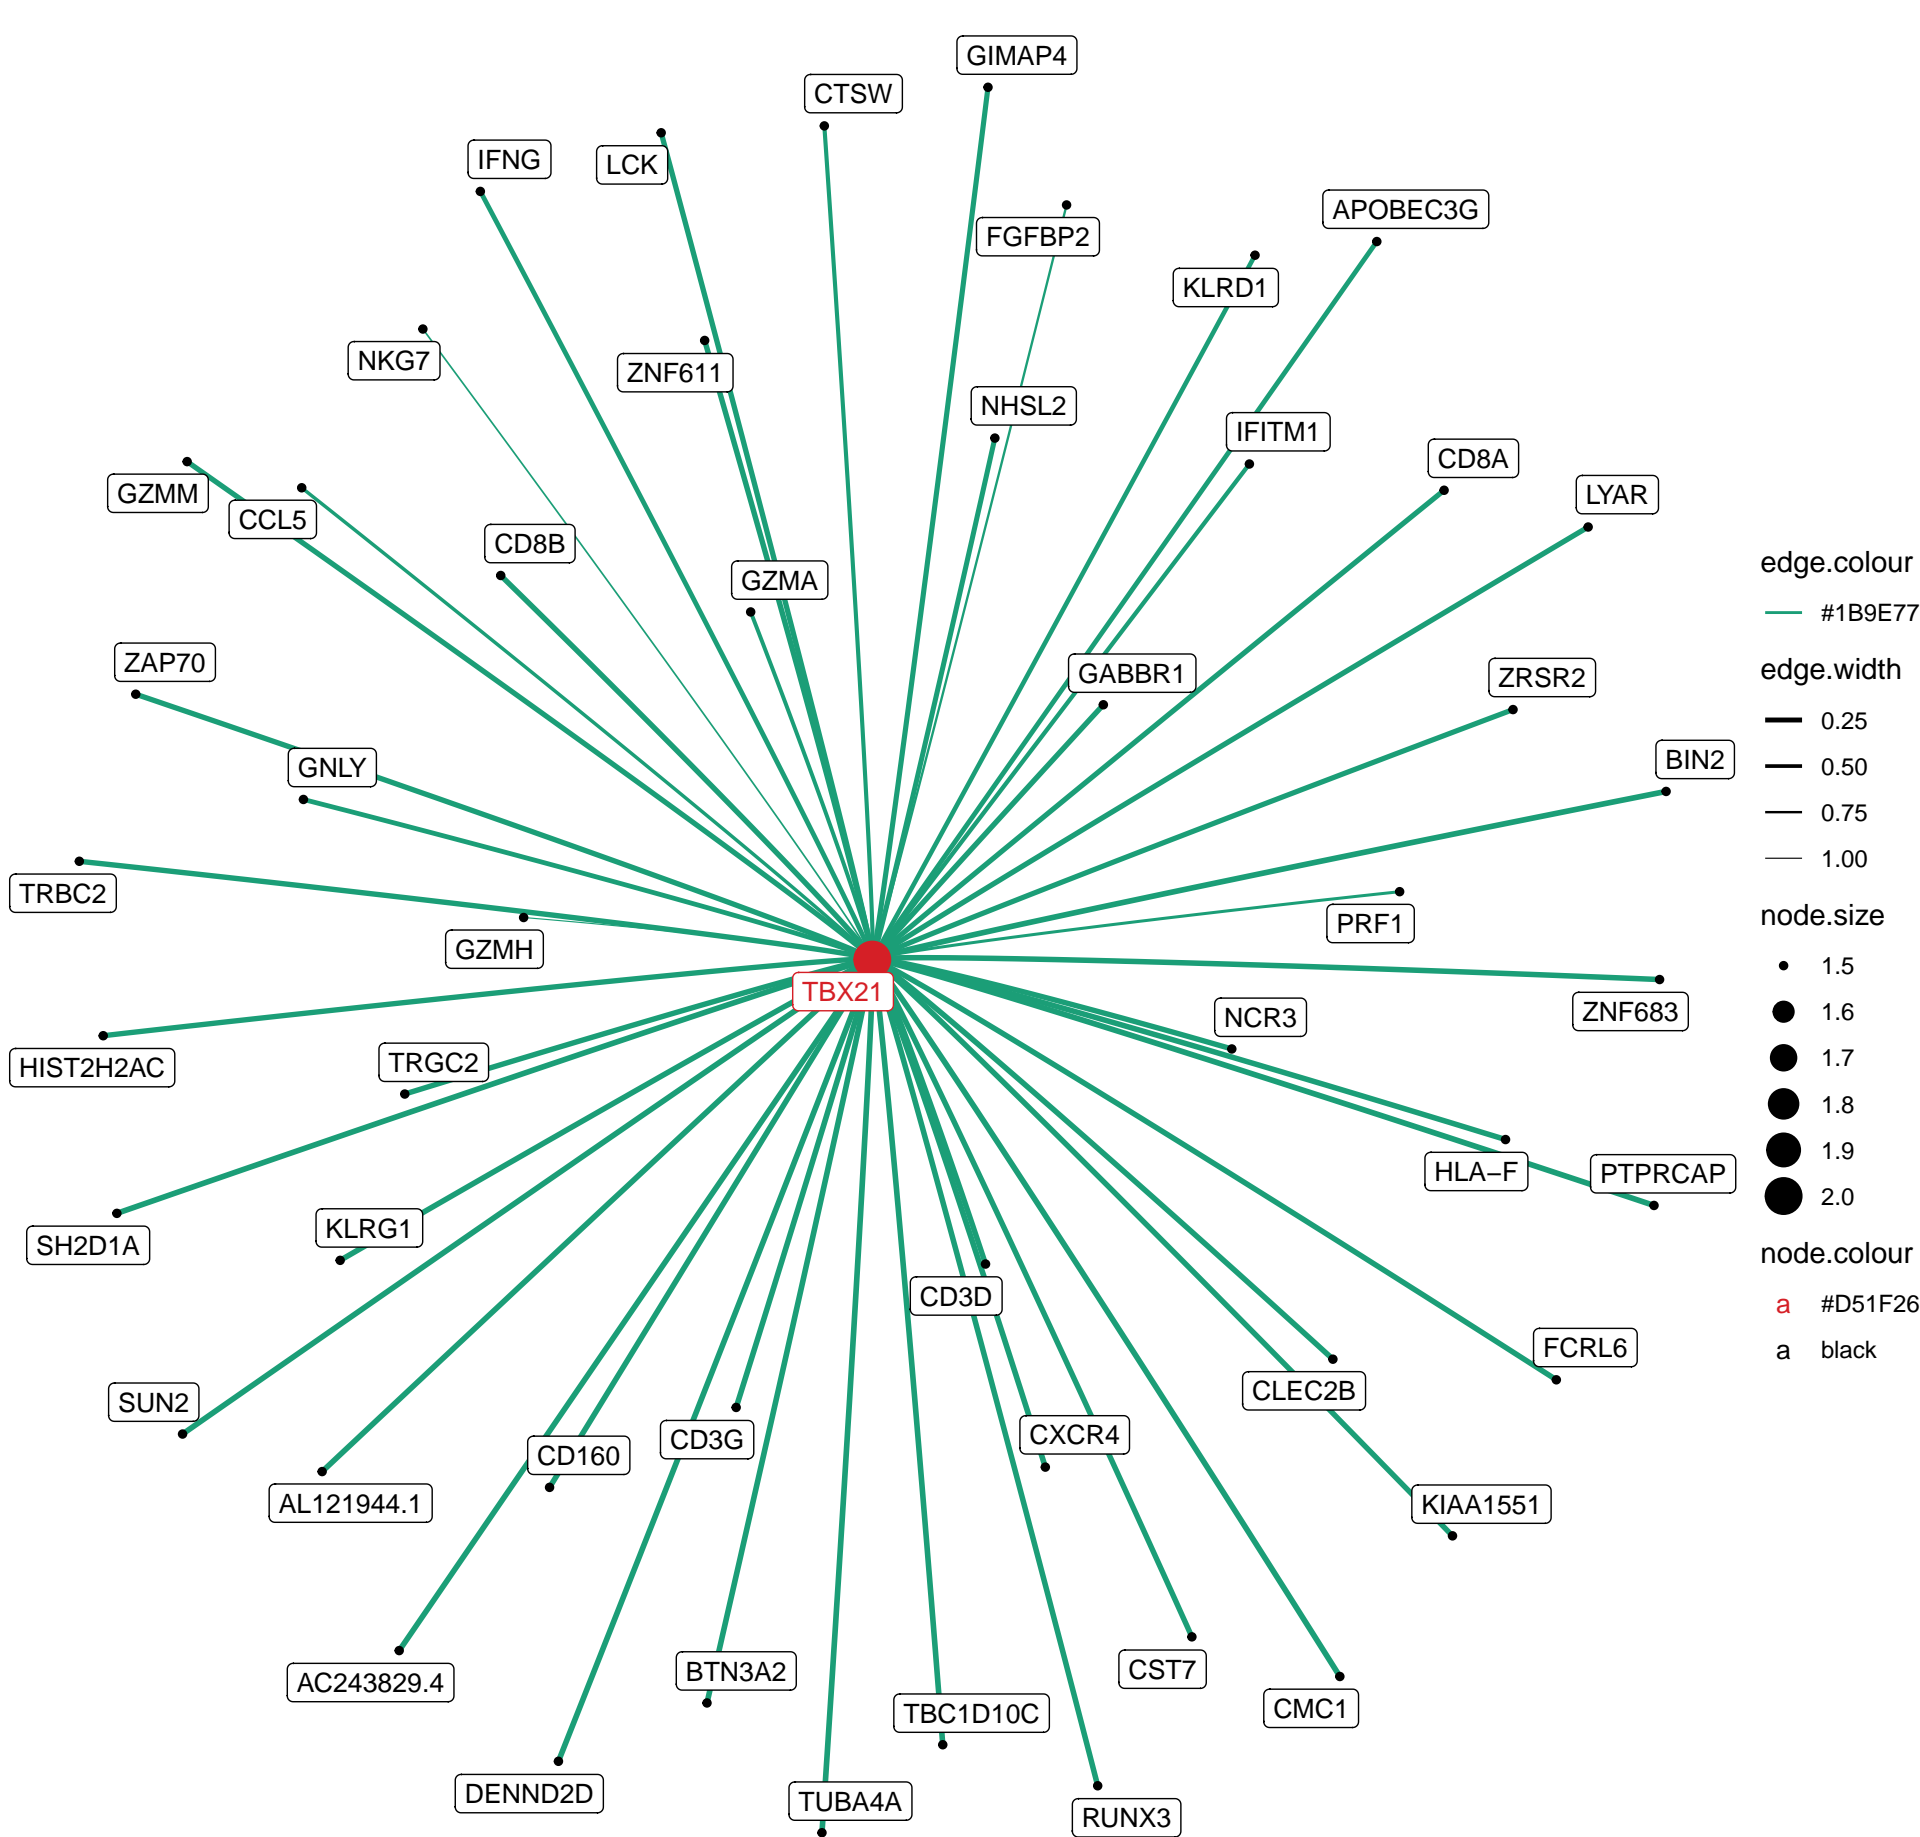 GIMAP4
CTSW
IFNG
LCK
APOBEC3G
FGFBP2
KLRD1
NKG7
ZNF611
NHSL2
IFITM1
CD8A
GZMM
LYAR
CCL5
CD8B
GZMA
ZAP70
GABBR1
ZRSR2
GNLY
BIN2
TRBC2
PRF1
GZMH
TBX21
ZNF683
NCR3
HIST2H2AC
TRGC2
HLA−F
PTPRCAP
KLRG1
SH2D1A
CD3D
FCRL6
CLEC2B
SUN2
CXCR4
CD3G
CD160
AL121944.1
KIAA1551
CST7
BTN3A2
AC243829.4
CMC1
TBC1D10C
DENND2D
TUBA4A
RUNX3
edge.colour
#1B9E77
edge.width
0.25
0.50
0.75
1.00
node.size
1.5
1.6
1.7
1.8
1.9
2.0
node.colour
a #D51F26
a black